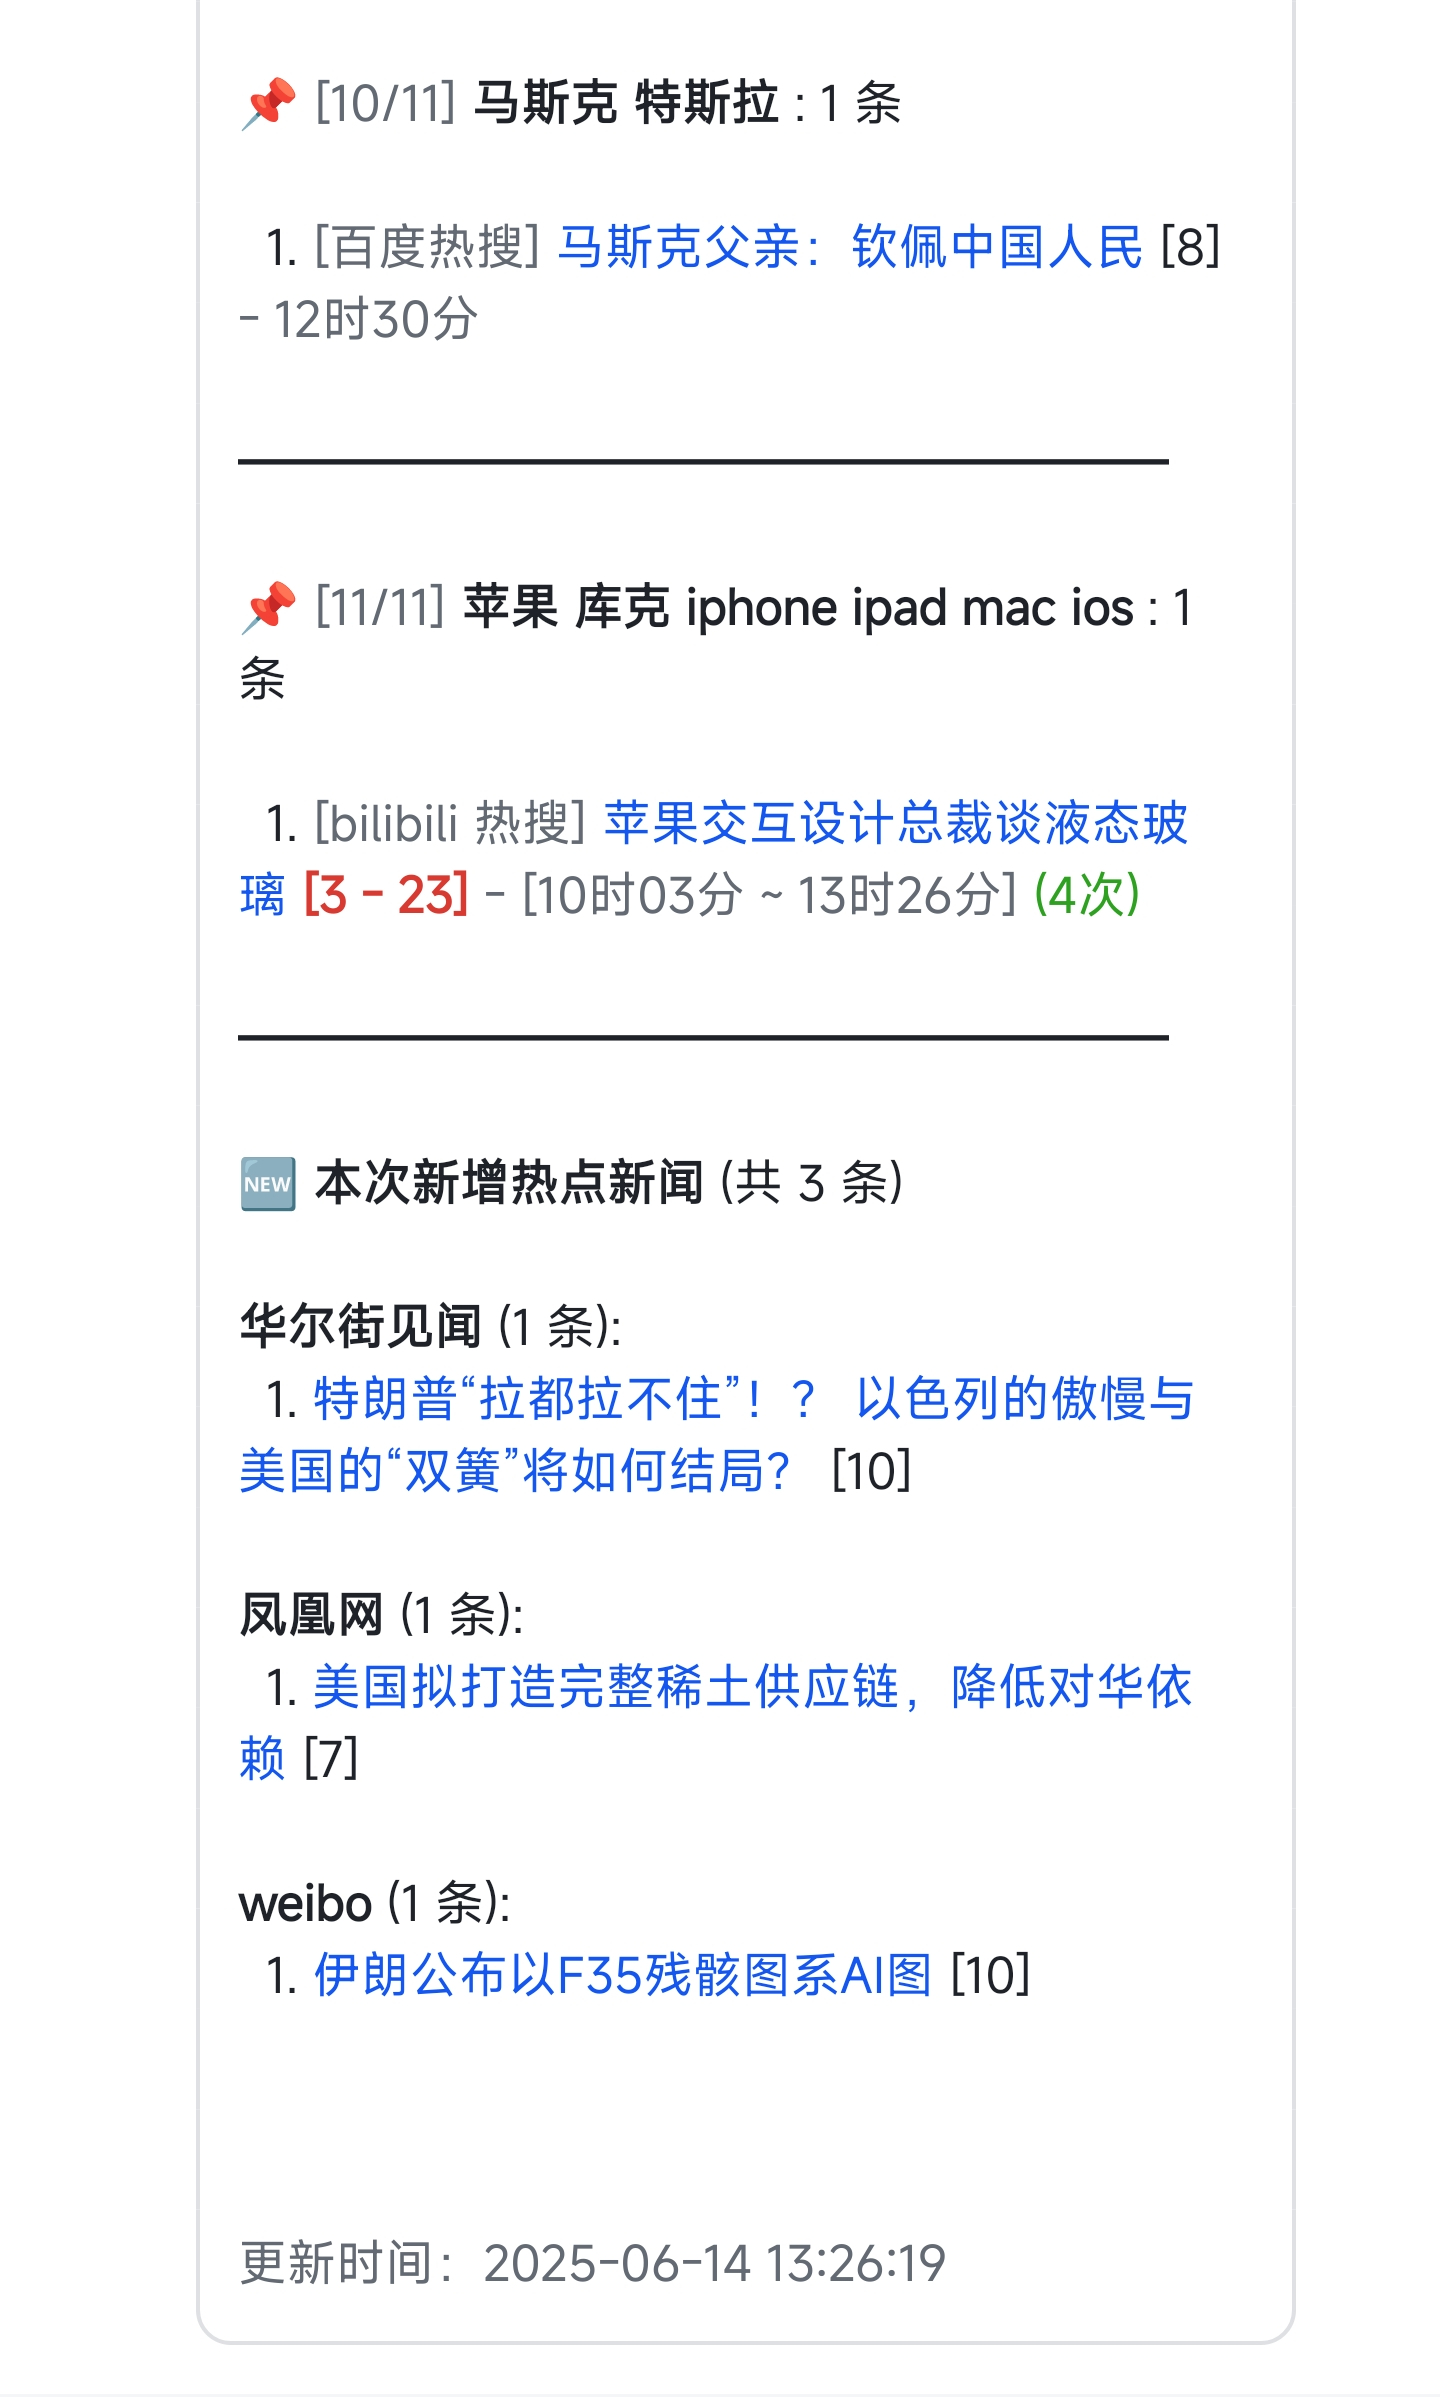 📌 [10/11] 马斯克 特斯拉 : 1 条
1. [百度热搜] 马斯克父亲：钦佩中国人民 [8]
- 12时30分
📌 [11/11] 苹果 库克 iphone ipad mac ios : 1
条
1. [bilibili 热搜] 苹果交互设计总裁谈液态玻
璃 [3 - 23] - [10时03分 ~ 13时26分] (4次)
🆕 本次新增热点新闻 (共 3 条)
华尔街见闻 (1 条):
1. 特朗普“拉都拉不住”！？ 以色列的傲慢与
美国的“双簧”将如何结局？ [10]
凤凰网 (1 条):
1. 美国拟打造完整稀土供应链，降低对华依
赖 [7]
weibo (1 条):
1. 伊朗公布以F35残骸图系AI图 [10]
更新时间：2025-06-14 13:26:19